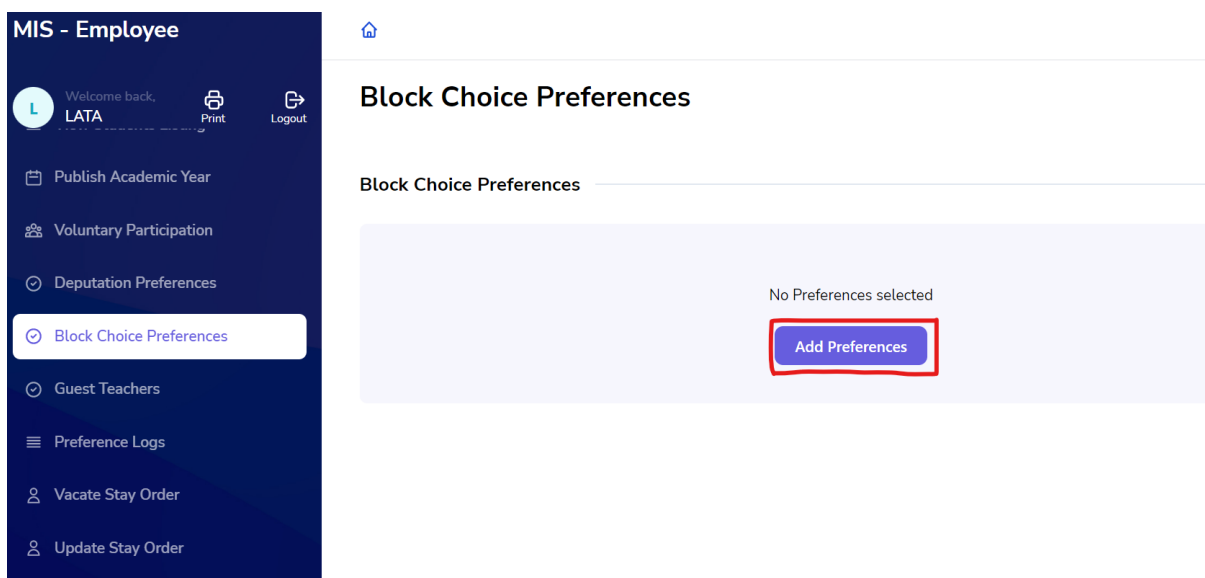 MIS - Employee
L
Welcome back,
LATA
Print
Logout
Publish Academic Year
Voluntary Participation
Deputation Preferences
Block Choice Preferences
Guest Teachers
Preference Logs
Vacate Stay Order
Update Stay Order
Block Choice Preferences
Block Choice Preferences
No Preferences selected
Add Preferences